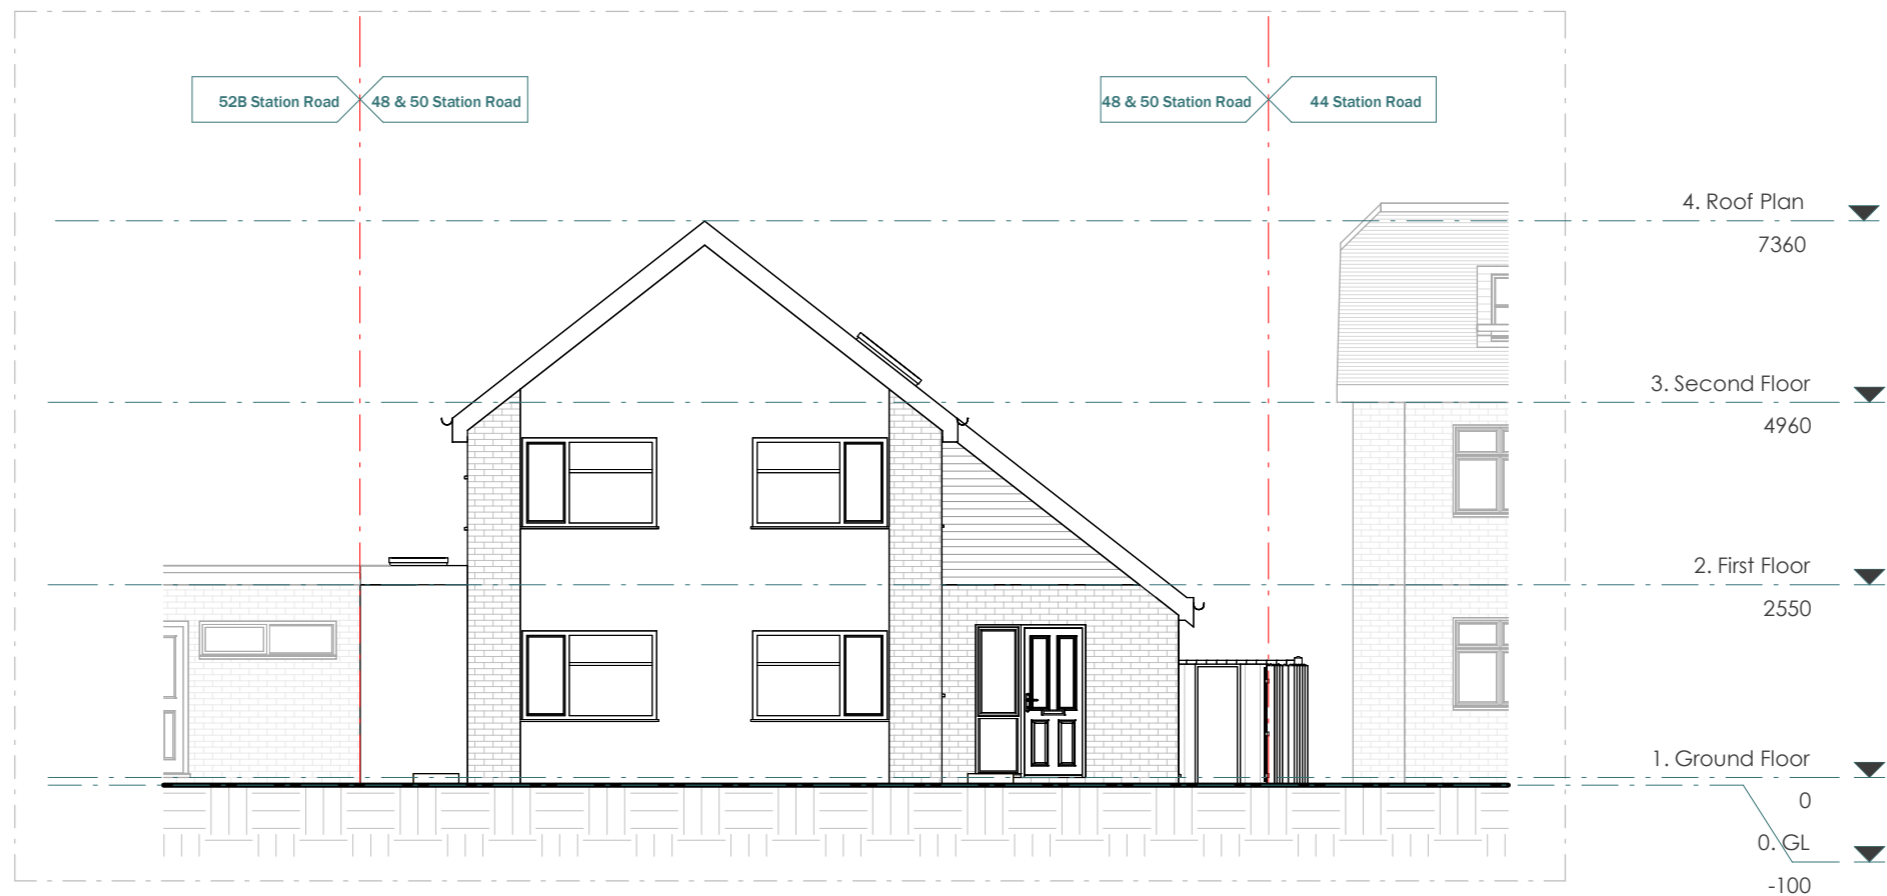 52B Station Road
48 & 50 Station Road
48 & 50 Station Road
44 Station Road
4. Roof Plan
7360
3. Second Floor
4960
2. First Floor
2550
1. Ground Floor
0
0. GL
-100